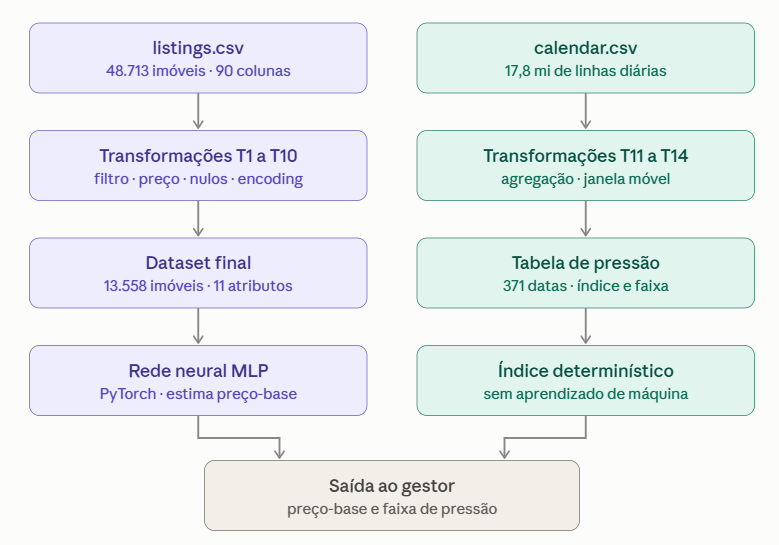 listings.csv
48.713 imóveis · 90 colunas
calendar.csv
17,8 mi de linhas diárias
Transformações T1 a T10
filtro · preço · nulos · encoding
Transformações T11 a T14
agregação · janela móvel
Dataset final
13.558 imóveis · 11 atributos
Tabela de pressão
371 datas · índice e faixa
Rede neural MLP
PyTorch · estima preço-base
Índice determinístico
sem aprendizado de máquina
Saída ao gestor
preço-base e faixa de pressão